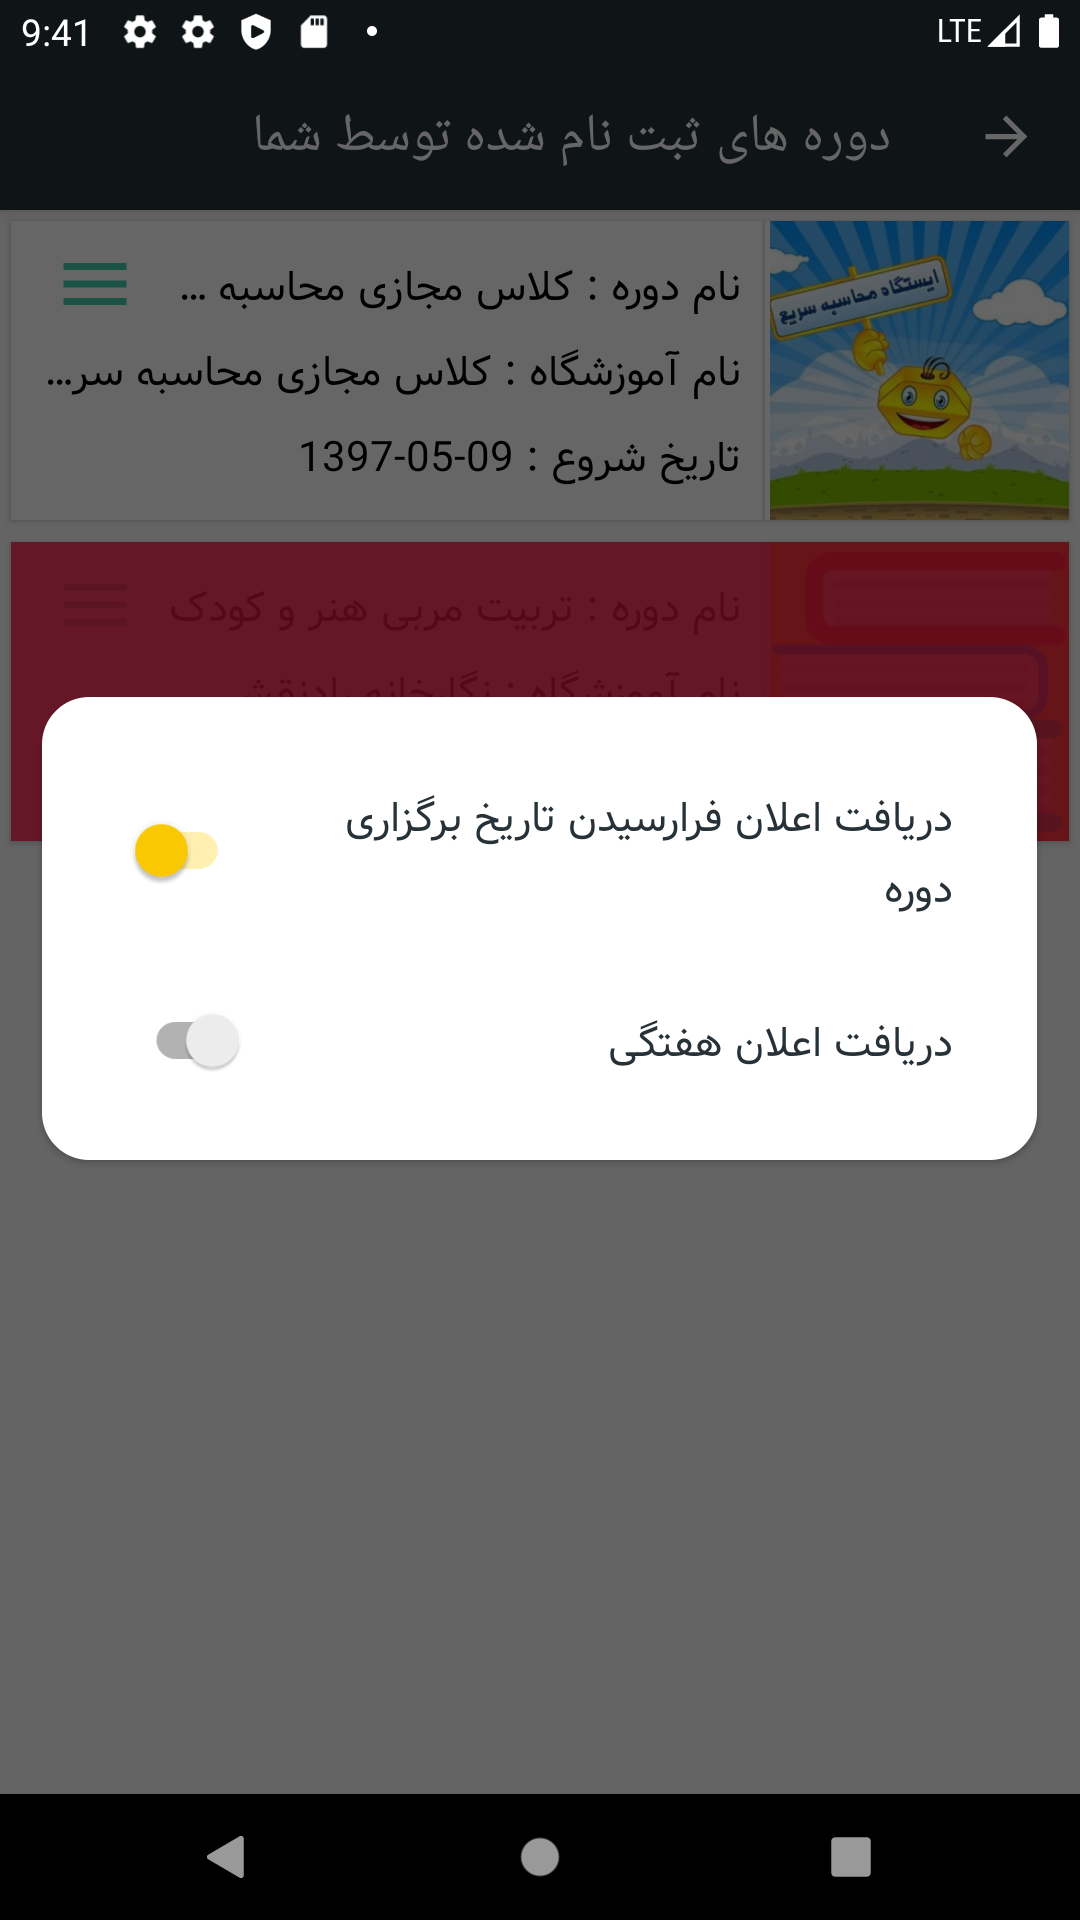 9:41
LTE
دوره های ثبت نام شده توسط شما
ایستگاه محاسبه سریع
نام دوره : کلاس مجازی محاسبه ...
نام آموزشگاه : کلاس مجازی محاسبه سر...
تاریخ شروع : 09-05-1397
نام دوره : تربیت مربی هنر و کودک
نام آموزشگاه : نگارخانه
دریافت اعلان فرارسیدن تاریخ برگزاری
دوره
دریافت اعلان هفتگی